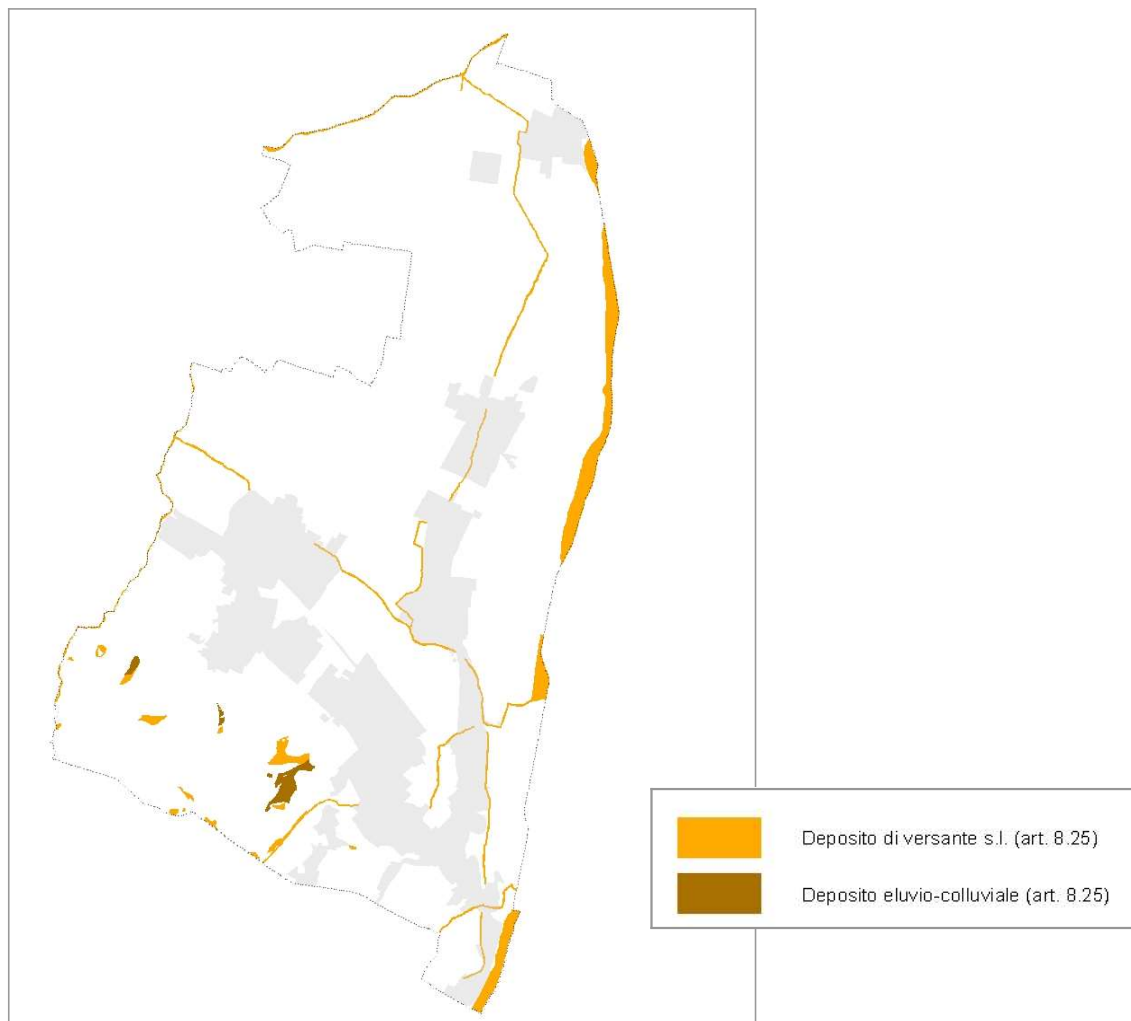 Deposito di versante s.l. (art. 8.25)
Deposito eluvio-colluviale (art. 8.25)